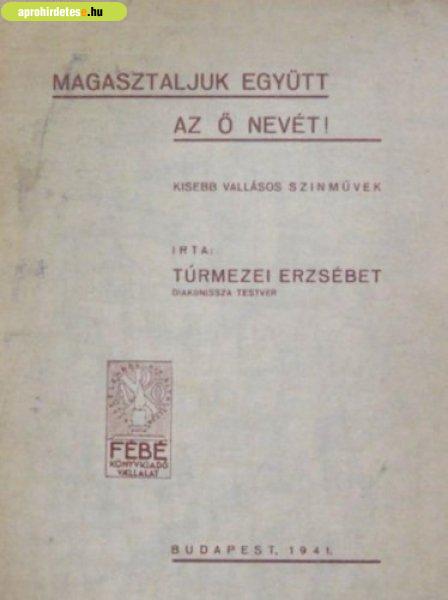 aprohirdetes.hu
MAGASZTALJUK EGYÜTT
AZ Ő NEVÉT!
KISEBB VALLÁSOS SZINMŰVEK
IRTA:
TÚRMEZEI ERZSÉBET
DIAKONISSZA TESTVÉR
FÉBÉ
KÖNYVKIADÓ
VÁLLALAT
BUDAPEST, 1941.